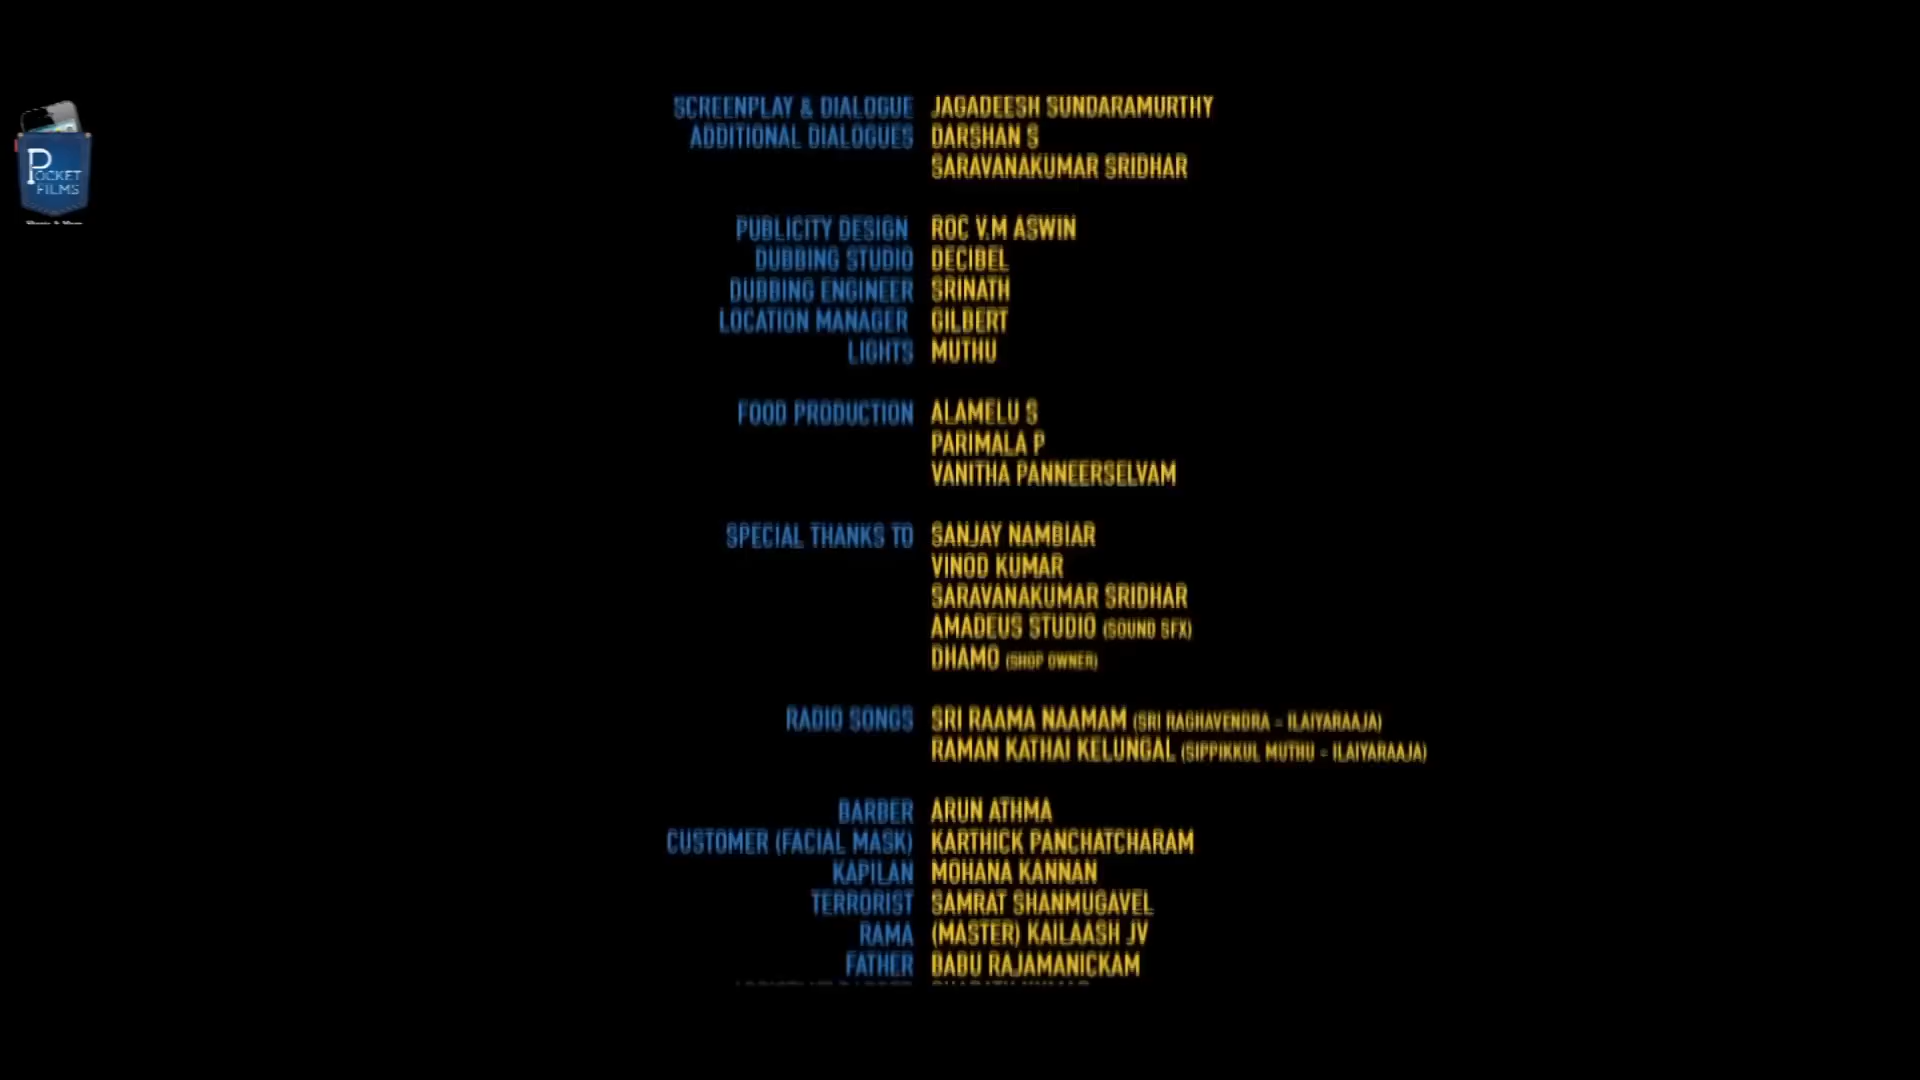 POCKET
FILMS
SCREENPLAY & DIALOGUE JAGADEESH SUNDARAMURTHY
ADDITIONAL DIALOGUES DARSHAN S
SARAVANAKUMAR SRIDHAR
PUBLICITY DESIGN ROC V.M ASWIN
DUBBING STUDIO DECIBEL
DUBBING ENGINEER SRINATH
LOCATION MANAGER GILBERT
LIGHTS MUTHU
FOOD PRODUCTION ALAMELU S
PARIMALA P
VANITHA PANNEERSELVAM
SPECIAL THANKS TO SANJAY NAMBIAR
VINOD KUMAR
SARAVANAKUMAR SRIDHAR
AMADEUS STUDIO (SOUND SFX)
DHAMO (SHOP OWNER)
RADIO SONGS SRI RAAMA NAAMAM (SRI RAGHAVENDRA - ILAIYARAAJA)
RAMAN KATHAI KELUNGAL (SIPPIKKUL MUTHU - ILAIYARAAJA)
BARBER ARUN ATHMA
CUSTOMER (FACIAL MASK) KARTHICK PANCHATCHARAM
KAPILAN MOHANA KANNAN
TERRORIST SAMRAT SHANMUGAVEL
RAMA (MASTER) KAILAASH JV
FATHER BABU RAJAMANICKAM